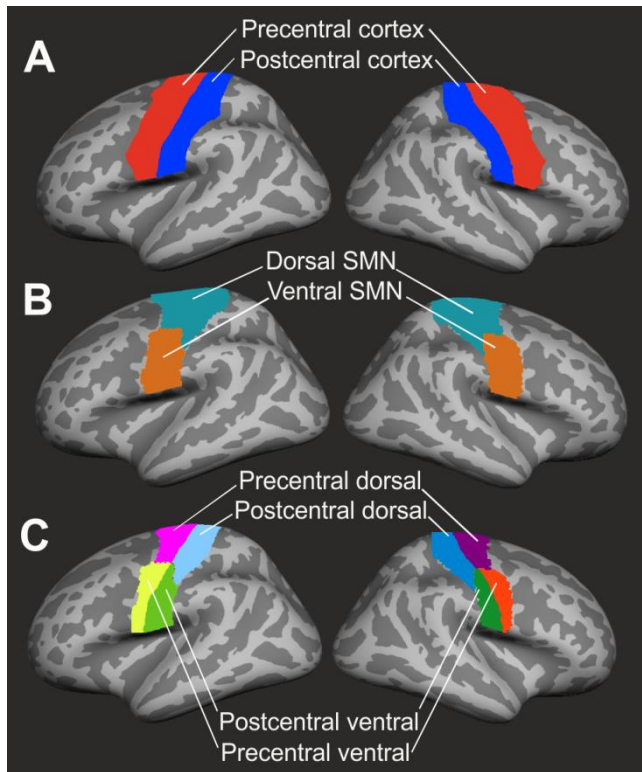 A
Precentral cortex
Postcentral cortex
B
Dorsal SMN
Ventral SMN
C
Precentral dorsal
Postcentral dorsal
Postcentral ventral
Precentral ventral